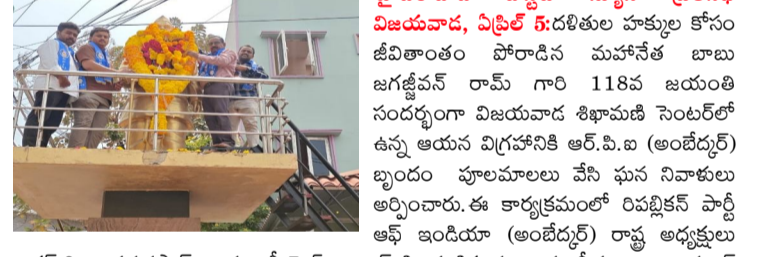 విజయవాడ, ఏప్రిల్ 5:దళితుల హక్కుల కోసం
జీవితాంతం పోరాడిన మహానేత బాబు
జగజ్జీవన్ రామ్ గారి 118వ జయంతి
సందర్భంగా విజయవాడ శిఖామణి సెంటర్‌లో
ఉన్న ఆయన విగ్రహానికి ఆర్.పి.ఐ (అంబేద్కర్)
బృందం పూలమాలలు వేసి ఘన నివాళులు
అర్పించారు. ఈ కార్యక్రమంలో రిపబ్లికన్ పార్టీ
ఆఫ్ ఇండియా (అంబేద్కర్) రాష్ట్ర అధ్యక్షులు